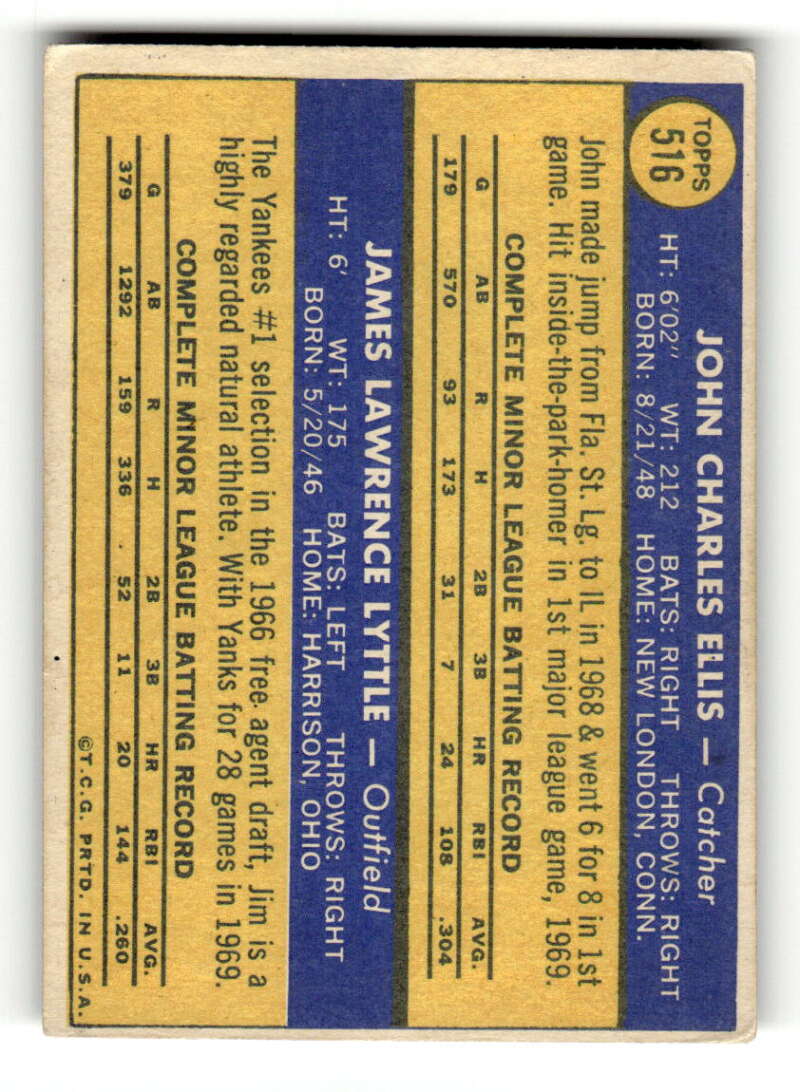 TOPPS
516
JOHN CHARLES ELLIS — Catcher
HT: 6'02" WT: 212 BATS: RIGHT THROWS: RIGHT
BORN: 8/21/48 HOME: NEW LONDON, CONN.
John made jump from Fla. St. Lg. to IL in 1968 & went 6 for 8 in 1st
game. Hit inside-the-park-homer in 1st major league game, 1969.
COMPLETE MINOR LEAGUE BATTING RECORD
G AB R H 2B 3B HR RBI AVG.
179 570 93 173 31 7 24 108 .304
JAMES LAWRENCE LYTTLE — Outfield
HT: 6' WT: 175 BATS: LEFT THROWS: RIGHT
BORN: 5/20/46 HOME: HARRISON, OHIO
The Yankees #1 selection in the 1966 free agent draft, Jim is a
highly regarded natural athlete. With Yanks for 28 games in 1969.
COMPLETE MINOR LEAGUE BATTING RECORD
G AB R H 2B 3B HR RBI AVG.
379 1292 159 336 52 11 20 144 .260
©T.C.G. PRTD. IN U.S.A.